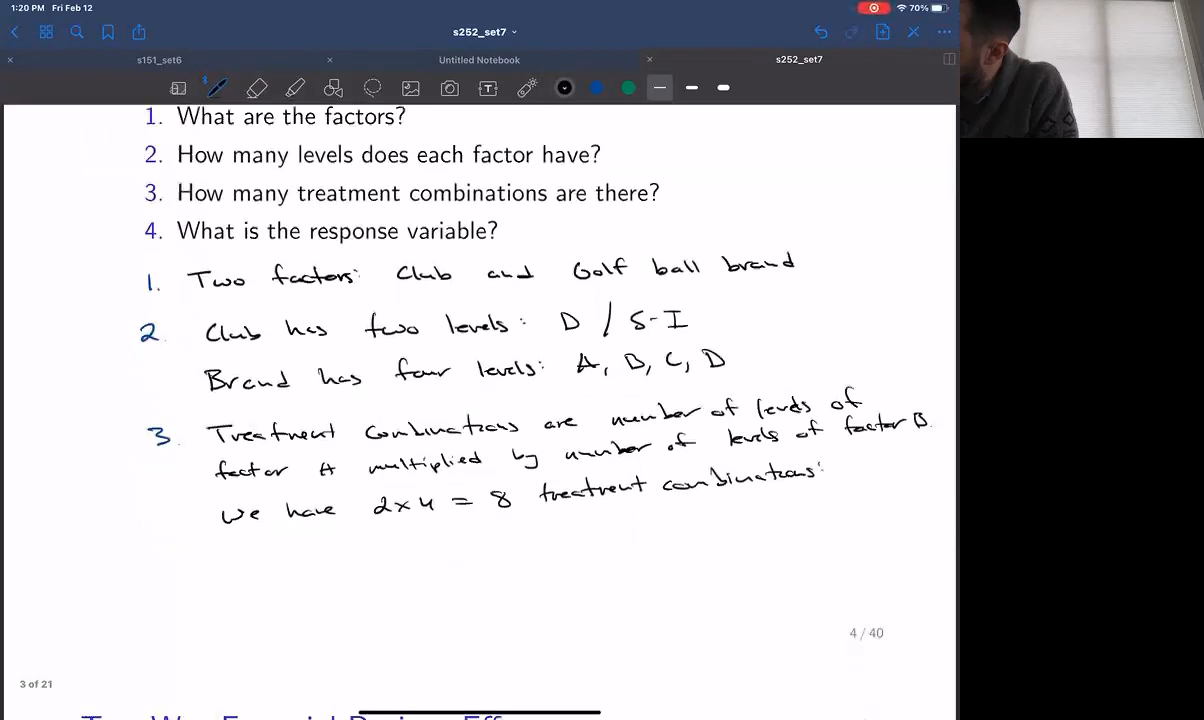 1:20 PM Fri Feb 12
70%
s252_set7
s151_set6
Untitled Notebook
s252_set7
1. What are the factors?
2. How many levels does each factor have?
3. How many treatment combinations are there?
4. What is the response variable?
1. Two factors: Club and Golf ball brand
2. Club has two levels: D / 5-I
Brand has four levels: A, B, C, D
3. Treatment combinations are number of levels of
factor A multiplied by number of levels of factor B.
We have 2x4 = 8 treatment combinations:
4 / 40
3 of 21